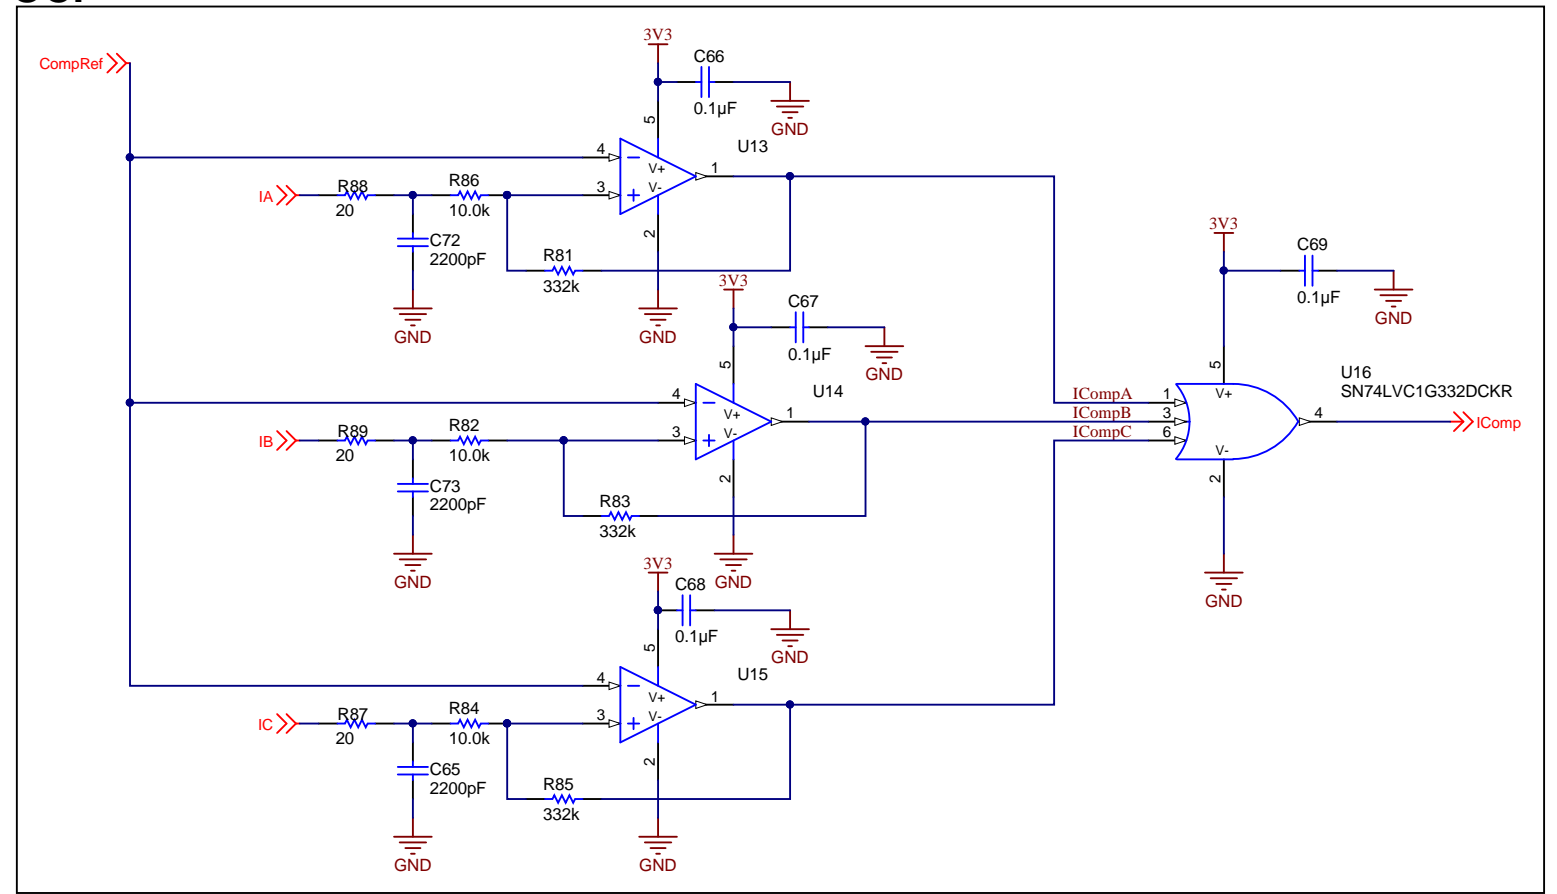 3V3
CompRef
C66
0.1µF
GND
5
U13
4
V+
1
IA
R88
20
R86
10.0k
3
V-
2
C72
2200pF
R81
332k
GND
GND
3V3
C67
0.1µF
GND
5
U14
4
V+
1
IB
R89
20
R82
10.0k
3
V-
2
C73
2200pF
R83
332k
GND
GND
3V3
C68
0.1µF
GND
5
U15
4
V+
1
IC
R87
20
R84
10.0k
3
V-
2
C65
2200pF
R85
332k
GND
GND
3V3
C69
0.1µF
GND
5
U16
SN74LVC1G332DCKR
V+
ICompA
1
ICompB
3
ICompC
6
4
IComp
V-
2
GND